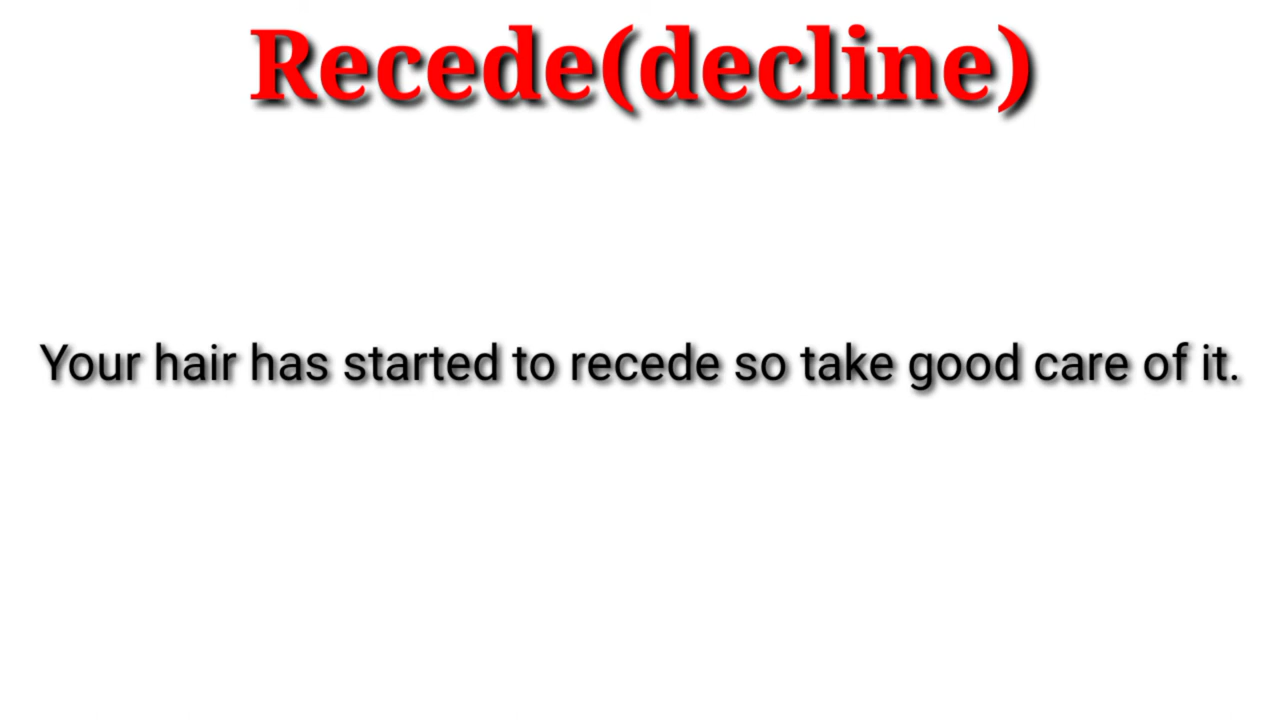 Recede(decline)
Your hair has started to recede so take good care of it.